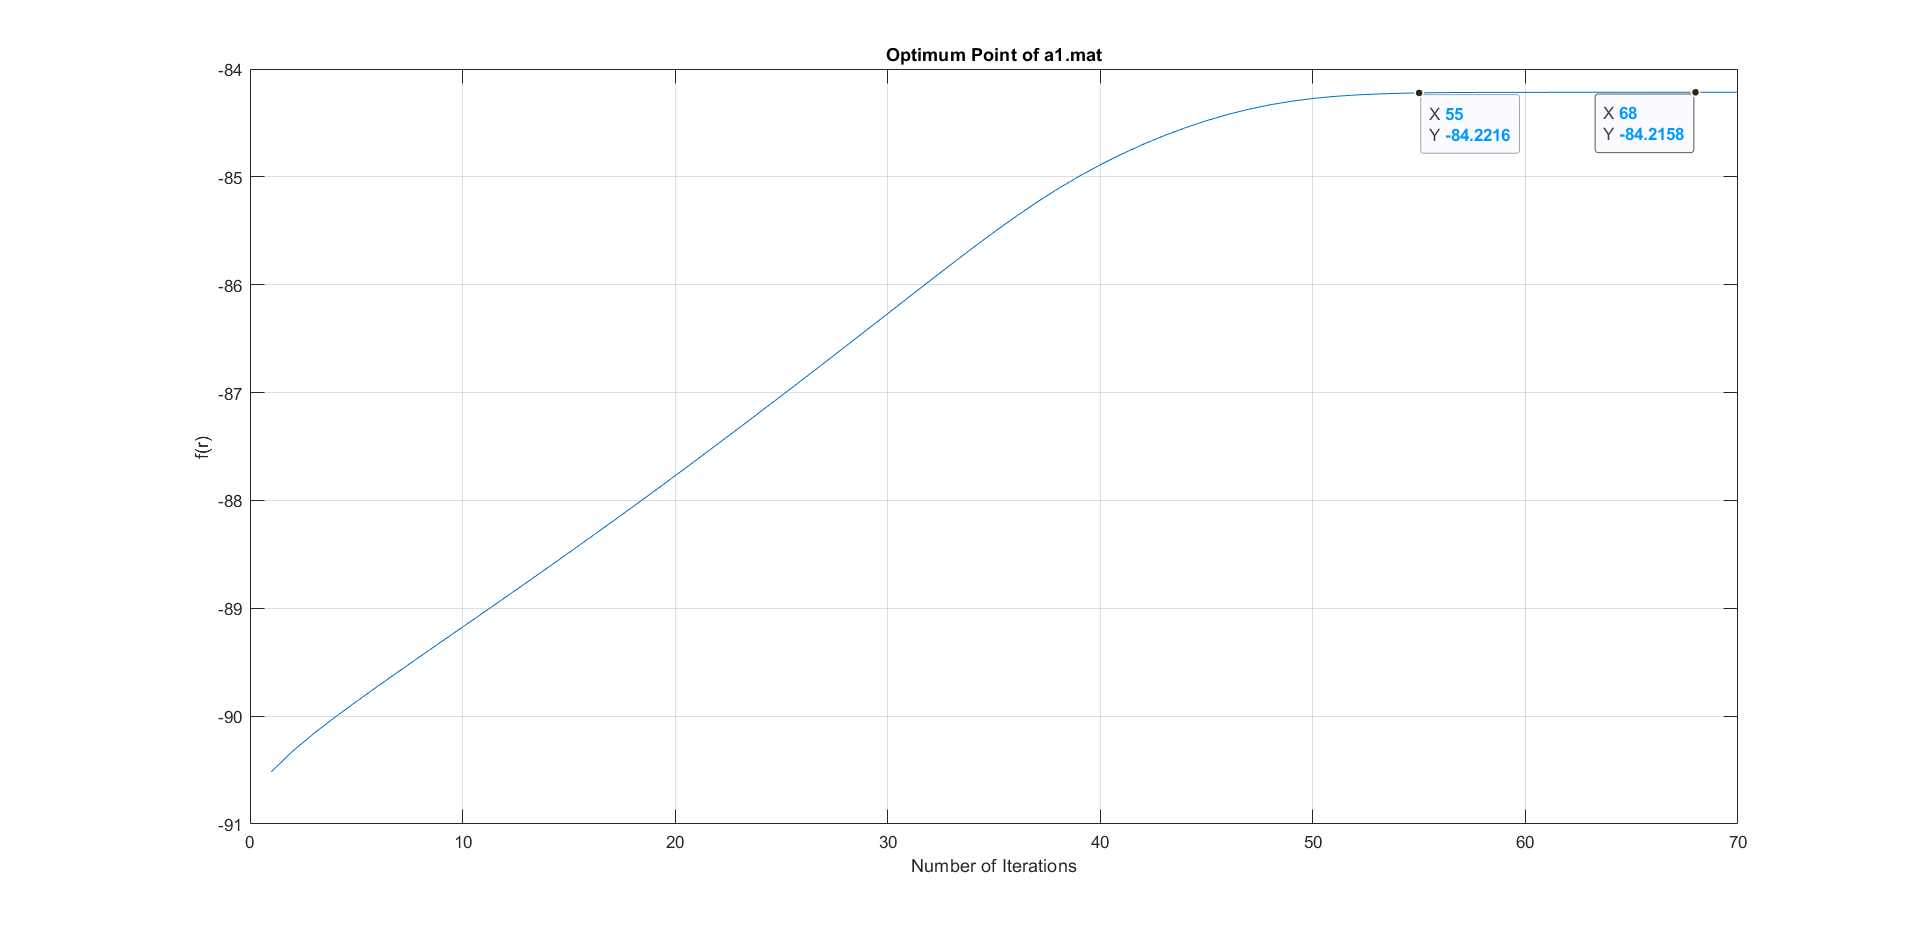 Optimum Point of a1.mat
-84
-85
-86
-87
-88
-89
-90
-91
f(r)
X 55
Y -84.2216
X 68
Y -84.2158
0 10 20 30 40 50 60 70
Number of Iterations